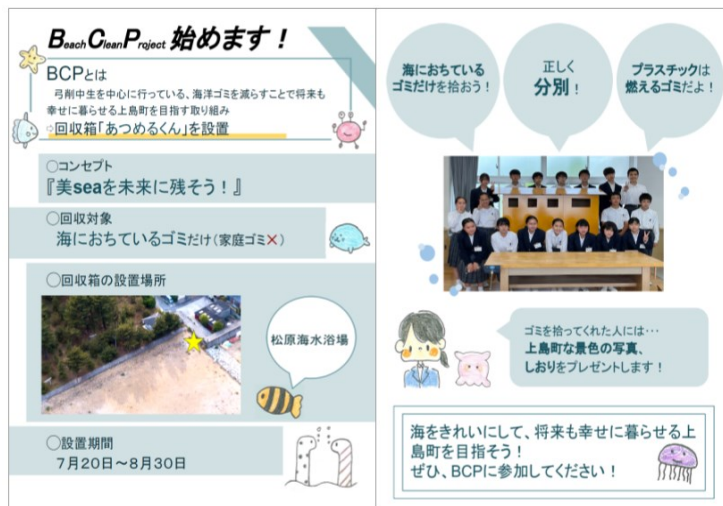 Beach Clean Project 始めます！
BCPとは
弓削中生を中心に行っている、海洋ゴミを減らすことで将来も
幸せに暮らせる上島町を目指す取り組み
⇨回収箱「あつめるくん」を設置
○コンセプト
『美seaを未来に残そう！』
○回収対象
海におちているゴミだけ(家庭ゴミ×)
○回収箱の設置場所
松原海水浴場
○設置期間
7月20日～8月30日
海におちている
ゴミだけを拾おう！
正しく
分別！
プラスチックは
燃えるゴミだよ！
ゴミを拾ってくれた人には…
上島町な景色の写真、
しおりをプレゼントします！
海をきれいにして、将来も幸せに暮らせる上
島町を目指そう！
ぜひ、BCPに参加してください！